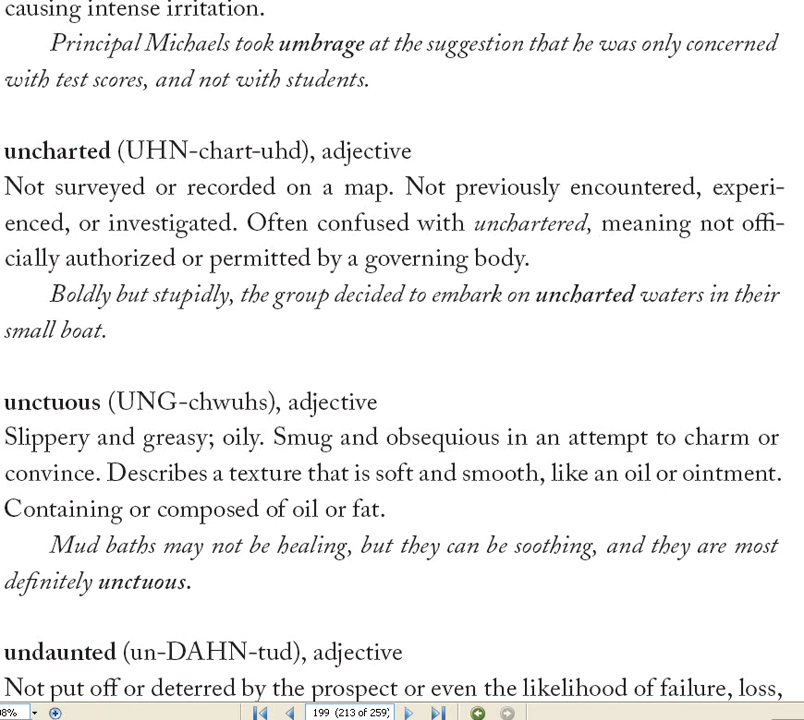 causing intense irritation.
Principal Michaels took umbrage at the suggestion that he was only concerned
with test scores, and not with students.
uncharted (UHN-chart-uhd), adjective
Not surveyed or recorded on a map. Not previously encountered, experi-
enced, or investigated. Often confused with unchartered, meaning not offi-
cially authorized or permitted by a governing body.
Boldly but stupidly, the group decided to embark on uncharted waters in their
small boat.
unctuous (UNG-chwuhs), adjective
Slippery and greasy; oily. Smug and obsequious in an attempt to charm or
convince. Describes a texture that is soft and smooth, like an oil or ointment.
Containing or composed of oil or fat.
Mud baths may not be healing, but they can be soothing, and they are most
definitely unctuous.
undaunted (un-DAHN-tud), adjective
Not put off or deterred by the prospect or even the likelihood of failure, loss,
8% 199 (213 of 259)